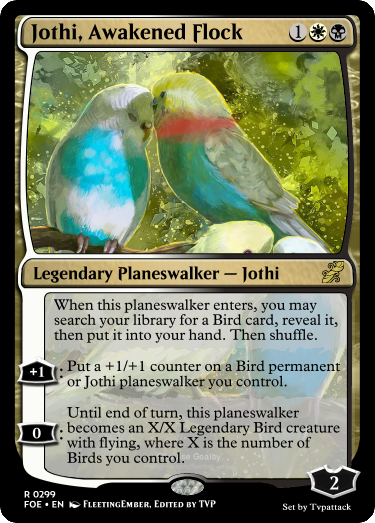 Jothi, Awakened Flock 1
Legendary Planeswalker — Jothi
When this planeswalker enters, you may
search your library for a Bird card, reveal it,
then put it into your hand. Then shuffle.
+1 : Put a +1/+1 counter on a Bird permanent
or Jothi planeswalker you control.
0 : Until end of turn, this planeswalker
becomes an X/X Legendary Bird creature
with flying, where X is the number of
Birds you control.
2
R 0299
FOE • EN FleetingEmber, Edited by TVP
Set by Tvpattack